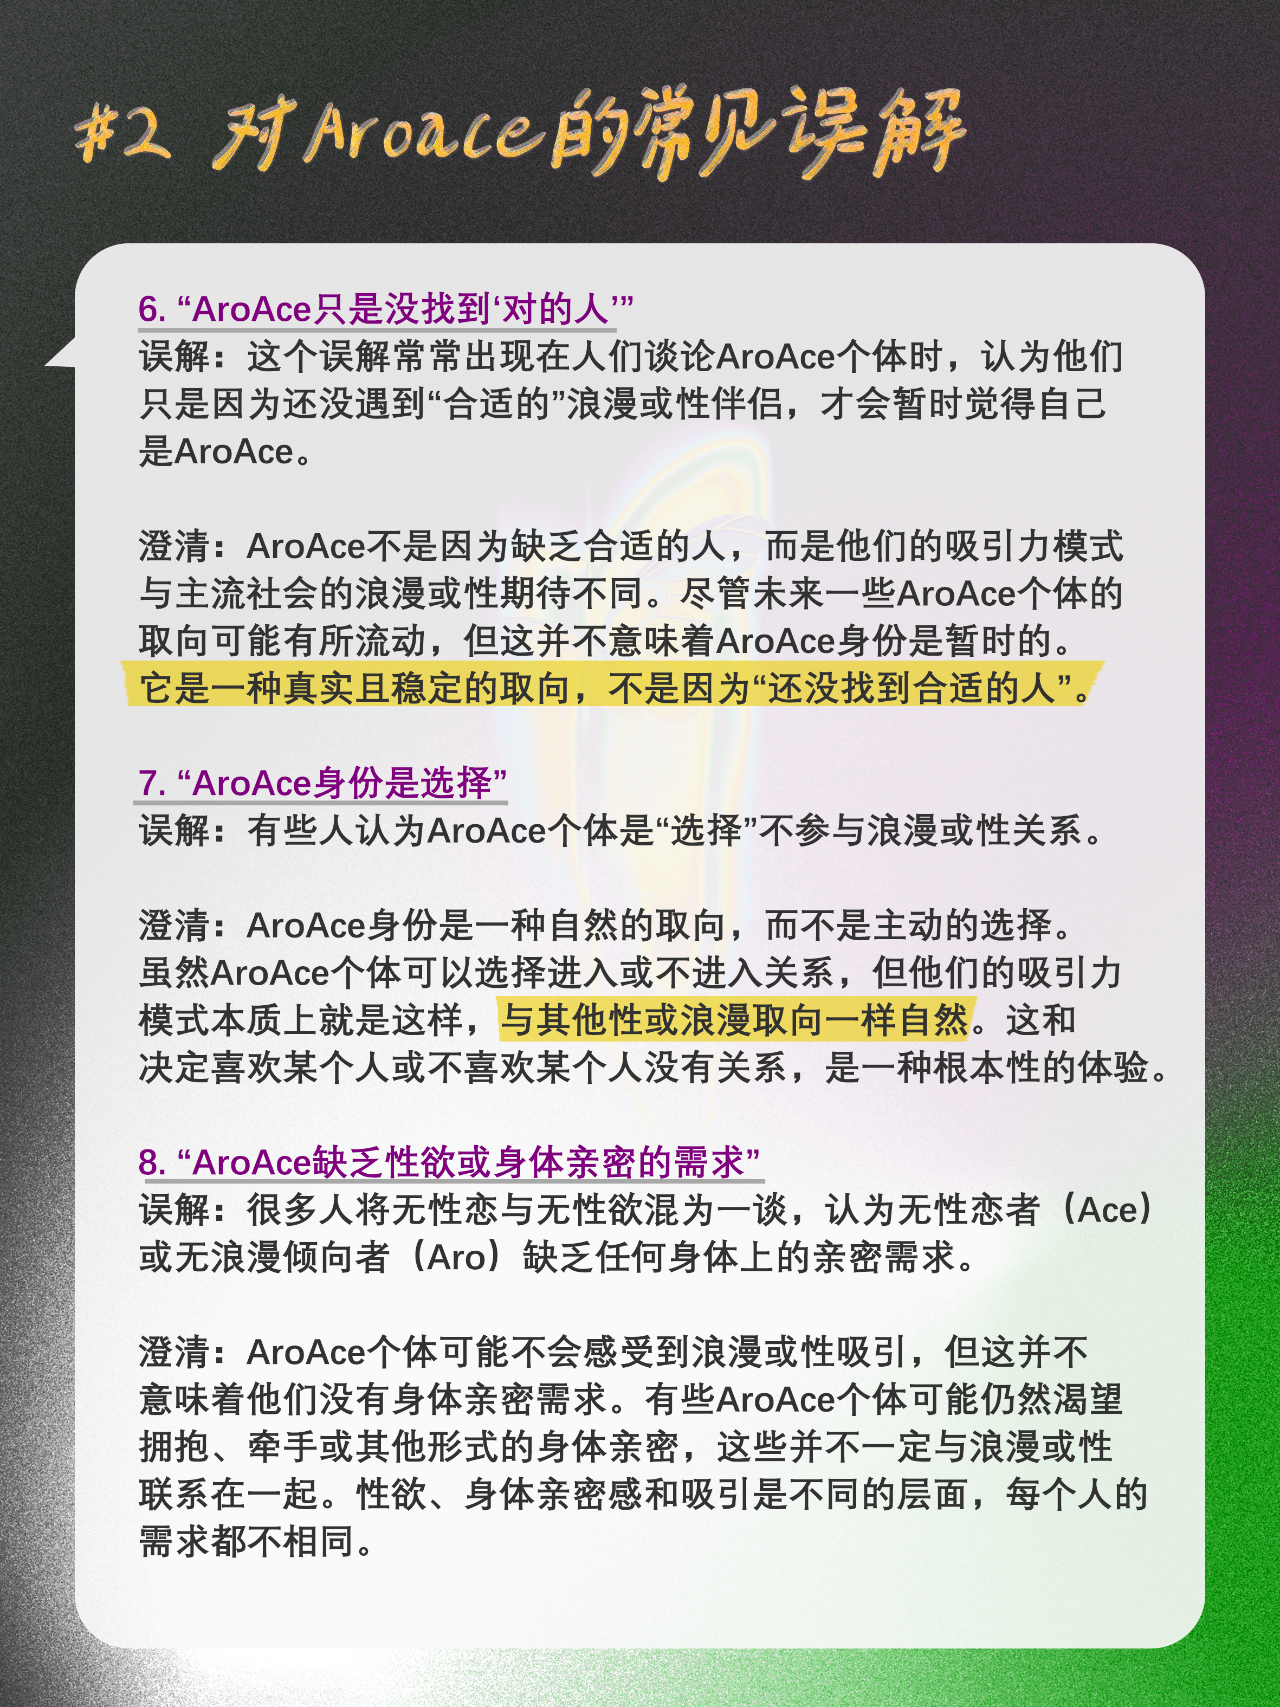 #2 对Aroace的常见误解
6. “AroAce只是没找到‘对的人’”
误解：这个误解常常出现在人们谈论AroAce个体时，认为他们
只是因为还没遇到“合适的”浪漫或性伴侣，才会暂时觉得自己
是AroAce。
澄清：AroAce不是因为缺乏合适的人，而是他们的吸引力模式
与主流社会的浪漫或性期待不同。尽管未来一些AroAce个体的
取向可能有所流动，但这并不意味着AroAce身份是暂时的。
它是一种真实且稳定的取向，不是因为“还没找到合适的人”。
7. “AroAce身份是选择”
误解：有些人认为AroAce个体是“选择”不参与浪漫或性关系。
澄清：AroAce身份是一种自然的取向，而不是主动的选择。
虽然AroAce个体可以选择进入或不进入关系，但他们的吸引力
模式本质上就是这样，与其他性或浪漫取向一样自然。这和
决定喜欢某个人或不喜欢某个人没有关系，是一种根本性的体验。
8. “AroAce缺乏性欲或身体亲密的需求”
误解：很多人将无性恋与无性欲混为一谈，认为无性恋者（Ace）
或无浪漫倾向者（Aro）缺乏任何身体上的亲密需求。
澄清：AroAce个体可能不会感受到浪漫或性吸引，但这并不
意味着他们没有身体亲密需求。有些AroAce个体可能仍然渴望
拥抱、牵手或其他形式的身体亲密，这些并不一定与浪漫或性
联系在一起。性欲、身体亲密感和吸引是不同的层面，每个人的
需求都不相同。